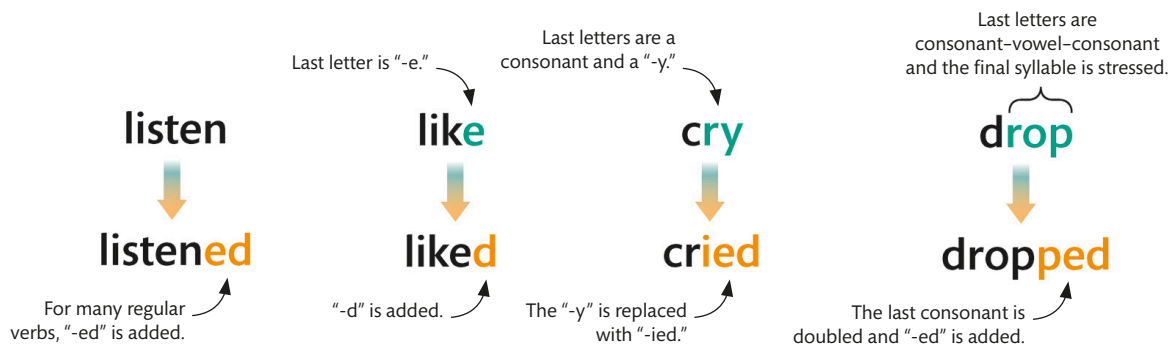 Last letters are
consonant–vowel–consonant
and the final syllable is stressed.
Last letters are a
consonant and a “-y.”
Last letter is “-e.”
listen
like
cry
drop
listened
liked
cried
dropped
For many regular
verbs, “-ed” is added.
“-d” is added.
The “-y” is replaced
with “-ied.”
The last consonant is
doubled and “-ed” is added.